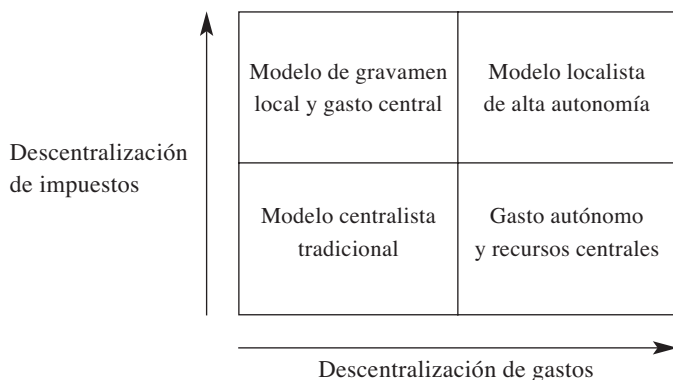 Modelo de gravamen
local y gasto central
Modelo localista
de alta autonomía
Descentralización
de impuestos
Modelo centralista
tradicional
Gasto autónomo
y recursos centrales
Descentralización de gastos